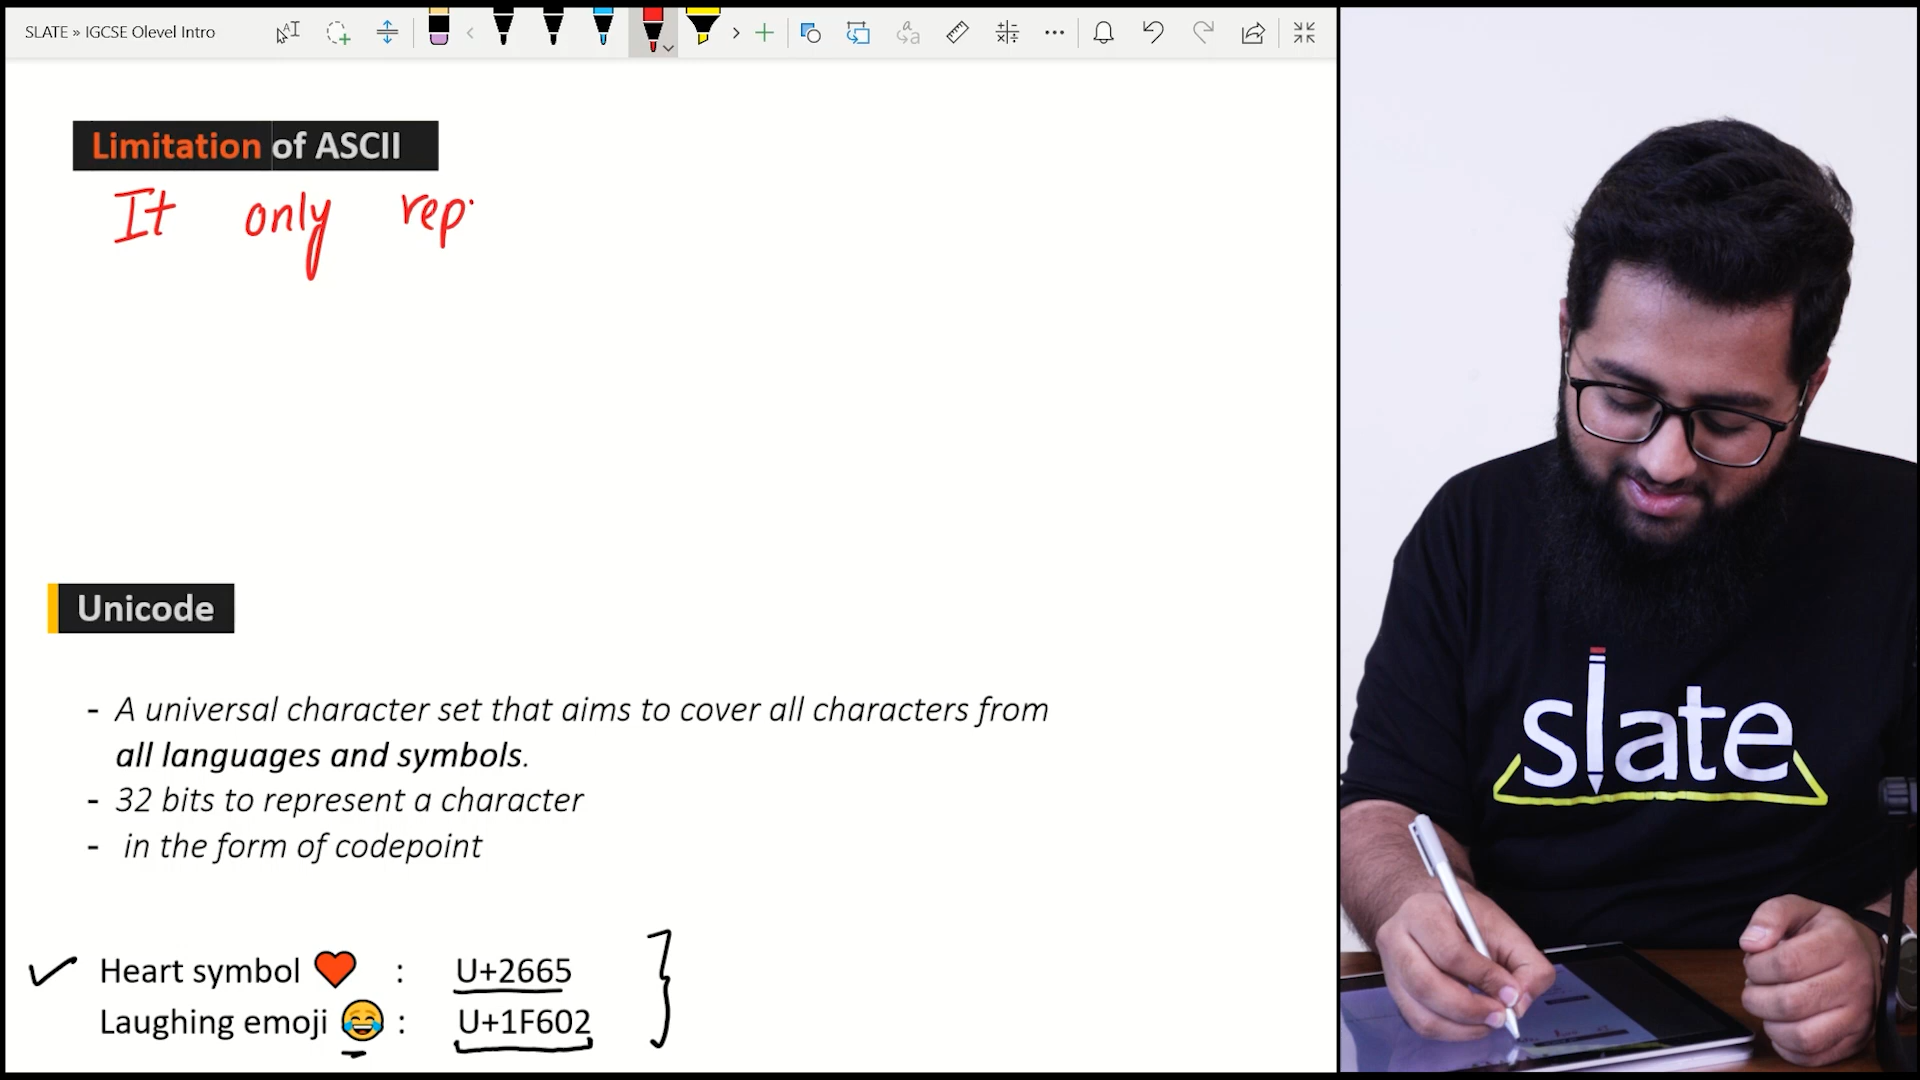 SLATE » IGCSE Olevel Intro
Limitation of ASCII
It only rep
Unicode
- A universal character set that aims to cover all characters from
all languages and symbols.
- 32 bits to represent a character
- in the form of codepoint
Heart symbol ♥ : U+2665
Laughing emoji 😂 : U+1F602
slate